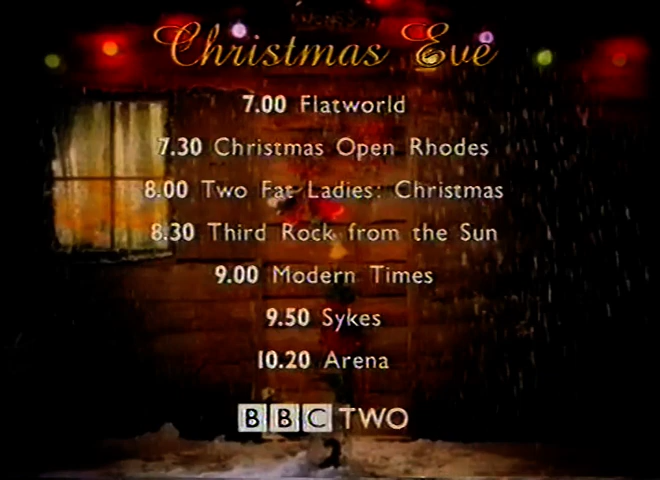 Christmas Eve
7.00 Flatworld
7.30 Christmas Open Rhodes
8.00 Two Fat Ladies: Christmas
8.30 Third Rock from the Sun
9.00 Modern Times
9.50 Sykes
10.20 Arena
BBC TWO